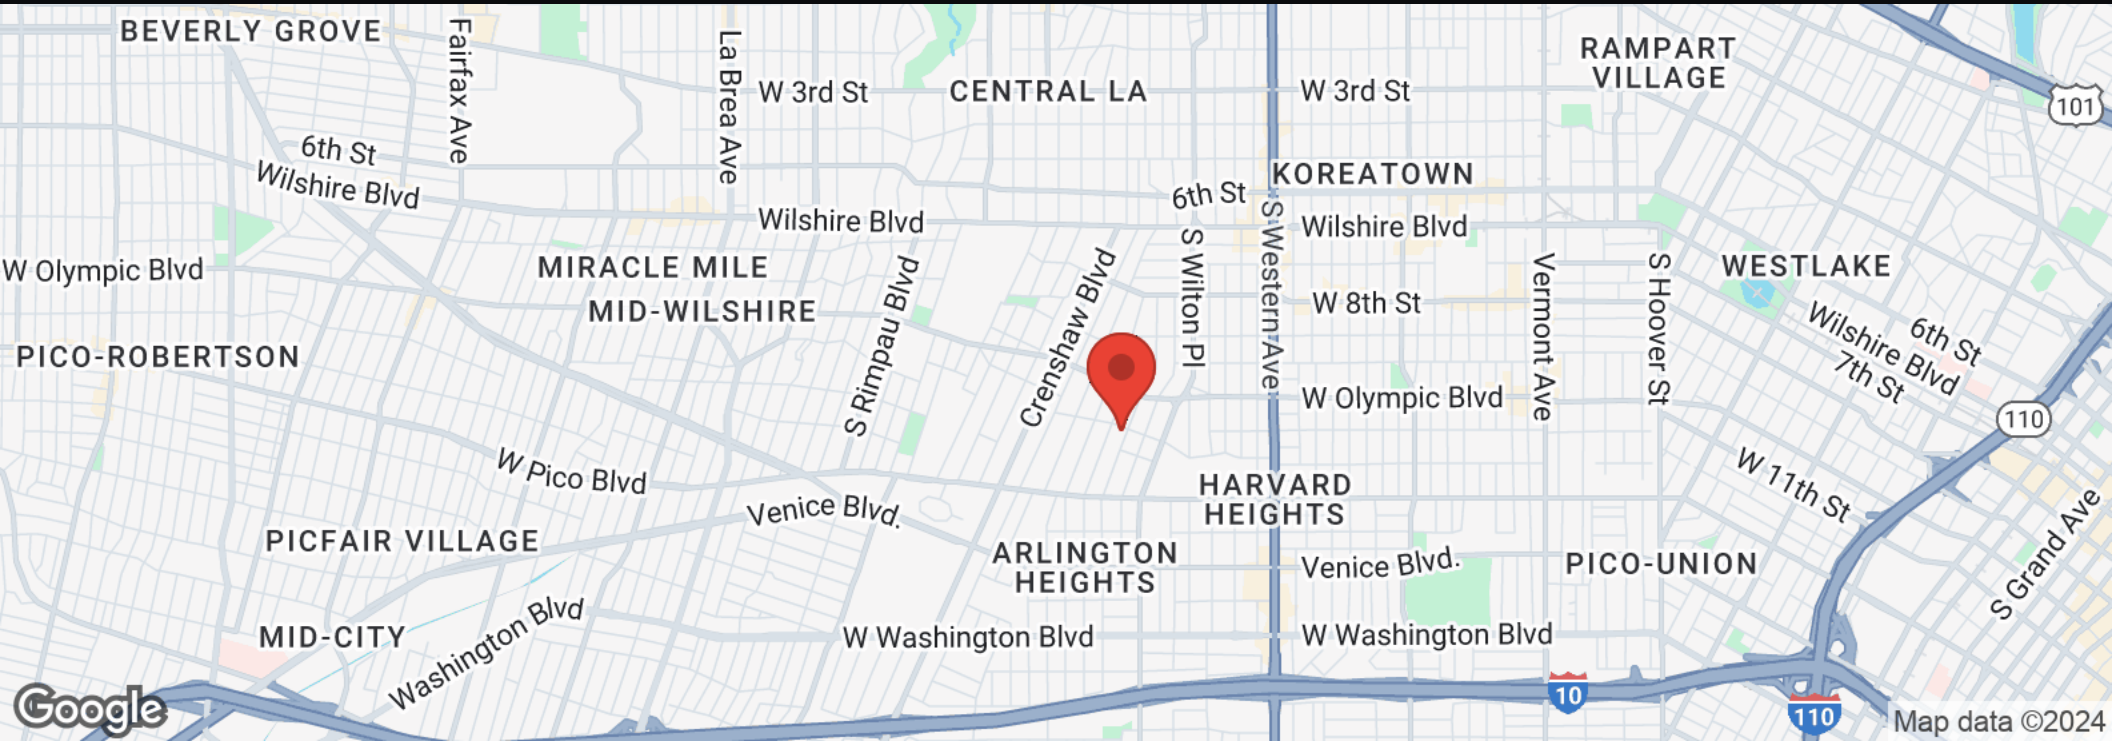 BEVERLY GROVE
Fairfax Ave
La Brea Ave
W 3rd St
CENTRAL LA
W 3rd St
RAMPART
VILLAGE
101
6th St
Wilshire Blvd
KOREATOWN
6th St
Wilshire Blvd
S Wilton Pl
S Western Ave
Wilshire Blvd
W Olympic Blvd
MIRACLE MILE
MID-WILSHIRE
S Rimpau Blvd
Crenshaw Blvd
W 8th St
Vermont Ave
S Hoover St
WESTLAKE
Wilshire Blvd
6th St
7th St
PICO-ROBERTSON
W Olympic Blvd
110
W Pico Blvd
Venice Blvd.
HARVARD
HEIGHTS
W 11th St
S Grand Ave
PICFAIR VILLAGE
ARLINGTON
HEIGHTS
Venice Blvd.
PICO-UNION
MID-CITY
Washington Blvd
W Washington Blvd
W Washington Blvd
10
110
Google
Map data ©2024